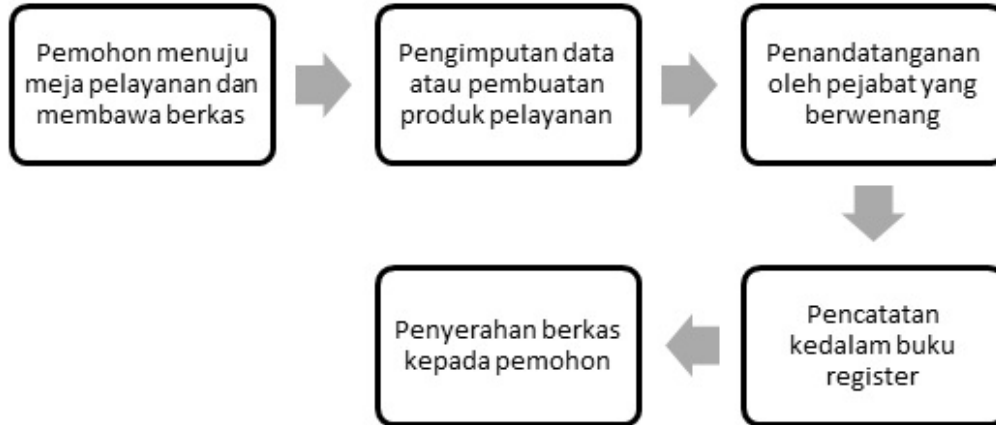 Pemohon menuju
meja pelayanan dan
membawa berkas
Pengimputan data
atau pembuatan
produk pelayanan
Penandatanganan
oleh pejabat yang
berwenang
Pencatatan
kedalam buku
register
Penyerahan berkas
kepada pemohon